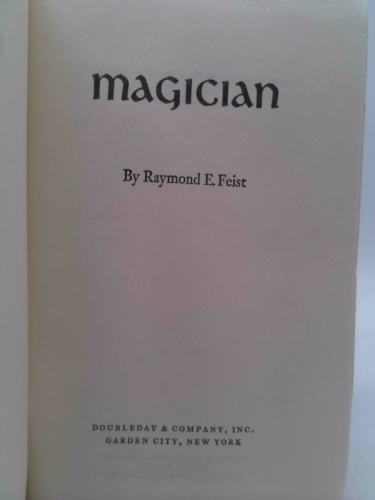 magician
By Raymond E. Feist
DOUBLEDAY & COMPANY, INC.
GARDEN CITY, NEW YORK